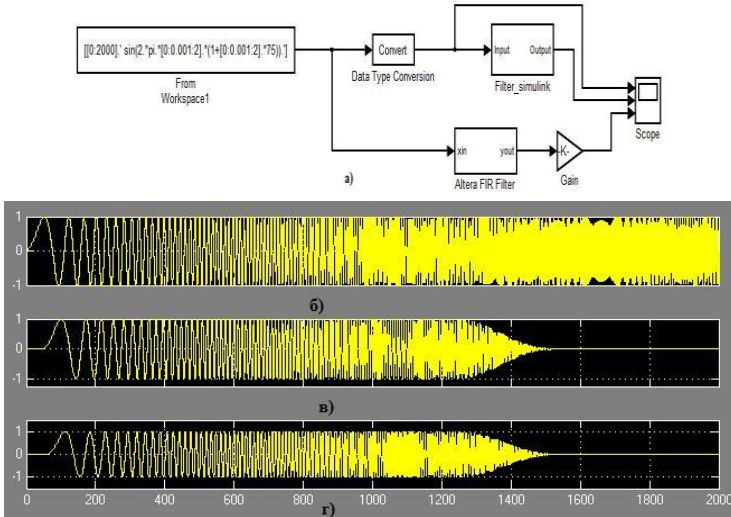 [[0:2000].' sin(2.*pi.*[0:0.001:2].*(1+[0:0.001:2].*75)).']
From
Workspace1
Convert
Data Type Conversion
Input Output
Filter_simulink
Scope
xin yout
Altera FIR Filter
-K-
Gain
а)
1
0
-1
б)
1
0
-1
в)
1
0
-1
0 200 400 600 800 1000 1200 1400 1600 1800 2000
г)